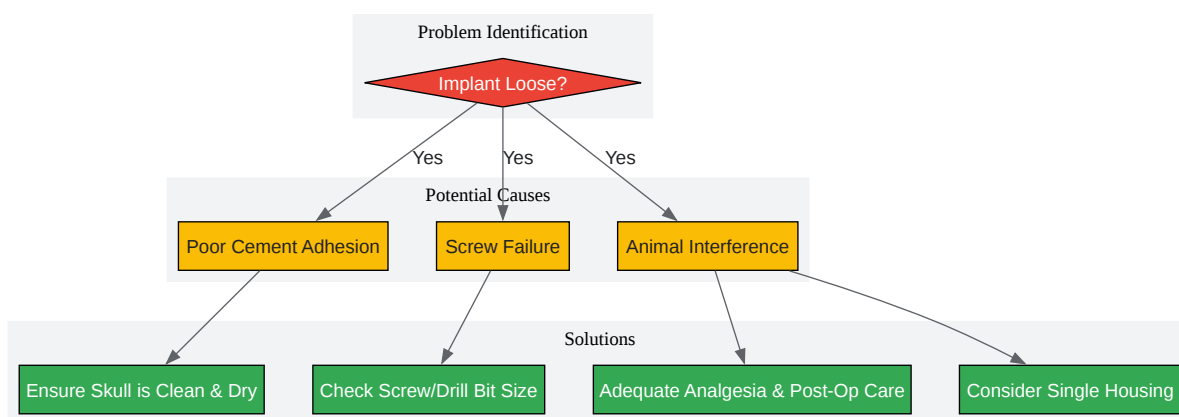 Problem Identification
Implant Loose?
Yes
Yes
Yes
Potential Causes
Poor Cement Adhesion
Screw Failure
Animal Interference
Solutions
Ensure Skull is Clean & Dry
Check Screw/Drill Bit Size
Adequate Analgesia & Post-Op Care
Consider Single Housing